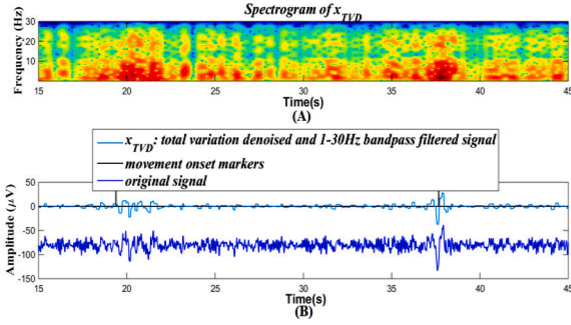 Spectrogram of x_TVD
Frequency (Hz)
30
20
10
15 20 25 30 35 40 45
Time(s)
(A)
x_TVD: total variation denoised and 1-30Hz bandpass filtered signal
movement onset markers
original signal
Amplitude (μV)
50
0
-50
-100
-150
15 20 25 30 35 40 45
Time(s)
(B)